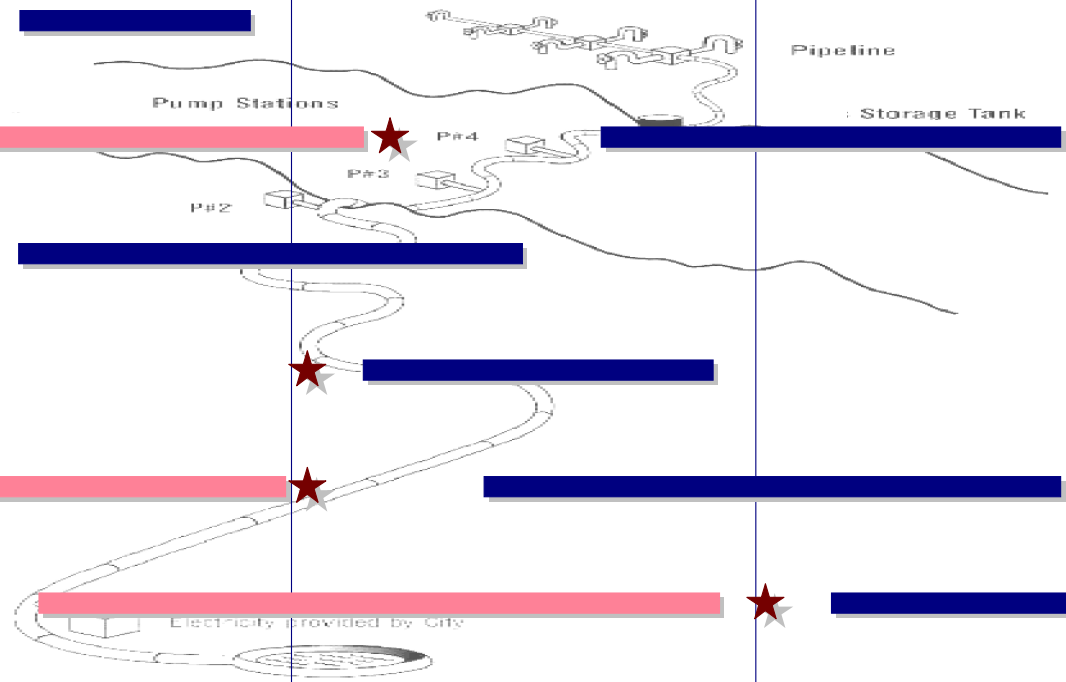 Pipeline
Pump Stations
: Storage Tank
P#4
P#3
P#2
Electricity provided by City